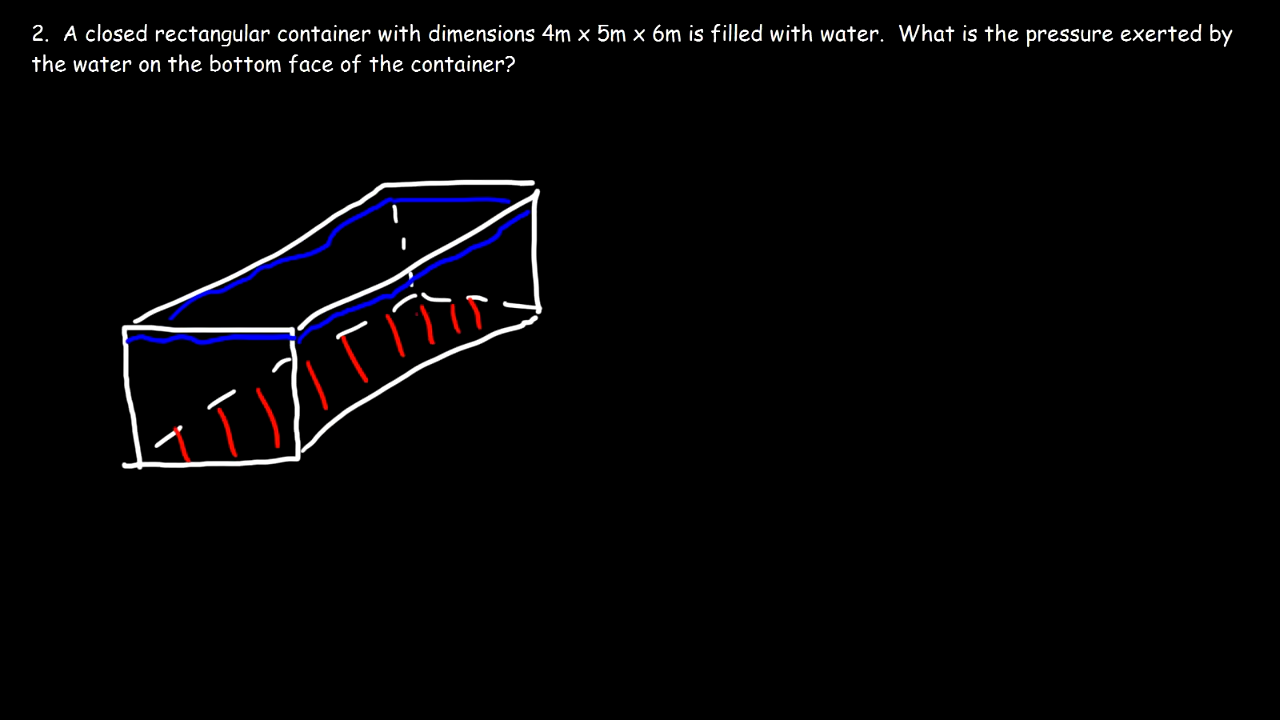 2. A closed rectangular container with dimensions 4m x 5m x 6m is filled with water. What is the pressure exerted by
the water on the bottom face of the container?